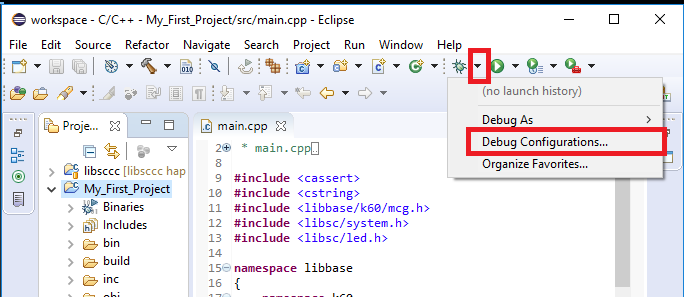 workspace - C/C++ - My_First_Project/src/main.cpp - Eclipse
File Edit Source Refactor Navigate Search Project Run Window Help
(no launch history)
Debug As
Debug Configurations...
Organize Favorites...
Proje...
libsccc [libsccc hap
My_First_Project
Binaries
Includes
bin
build
inc
obj
main.cpp
2 * main.cpp
8
9 #include <cassert>
10 #include <cstring>
11 #include <libbase/k60/mcg.h>
12 #include <libsc/system.h>
13 #include <libsc/led.h>
14
15 namespace libbase
16 {
17 namespace k60